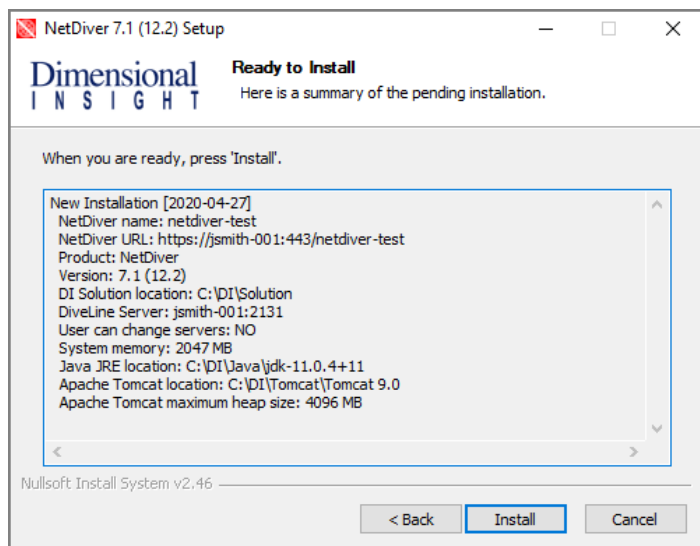 NetDiver 7.1 (12.2) Setup
Dimensional
INSIGHT
Ready to Install
Here is a summary of the pending installation.
When you are ready, press 'Install'.
New Installation [2020-04-27]
NetDiver name: netdiver-test
NetDiver URL: https://jsmith-001:443/netdiver-test
Product: NetDiver
Version: 7.1 (12.2)
DI Solution location: C:\DI\Solution
DiveLine Server: jsmith-001:2131
User can change servers: NO
System memory: 2047 MB
Java JRE location: C:\DI\Java\jdk-11.0.4+11
Apache Tomcat location: C:\DI\Tomcat\Tomcat 9.0
Apache Tomcat maximum heap size: 4096 MB
Nullsoft Install System v2.46
< Back Install Cancel